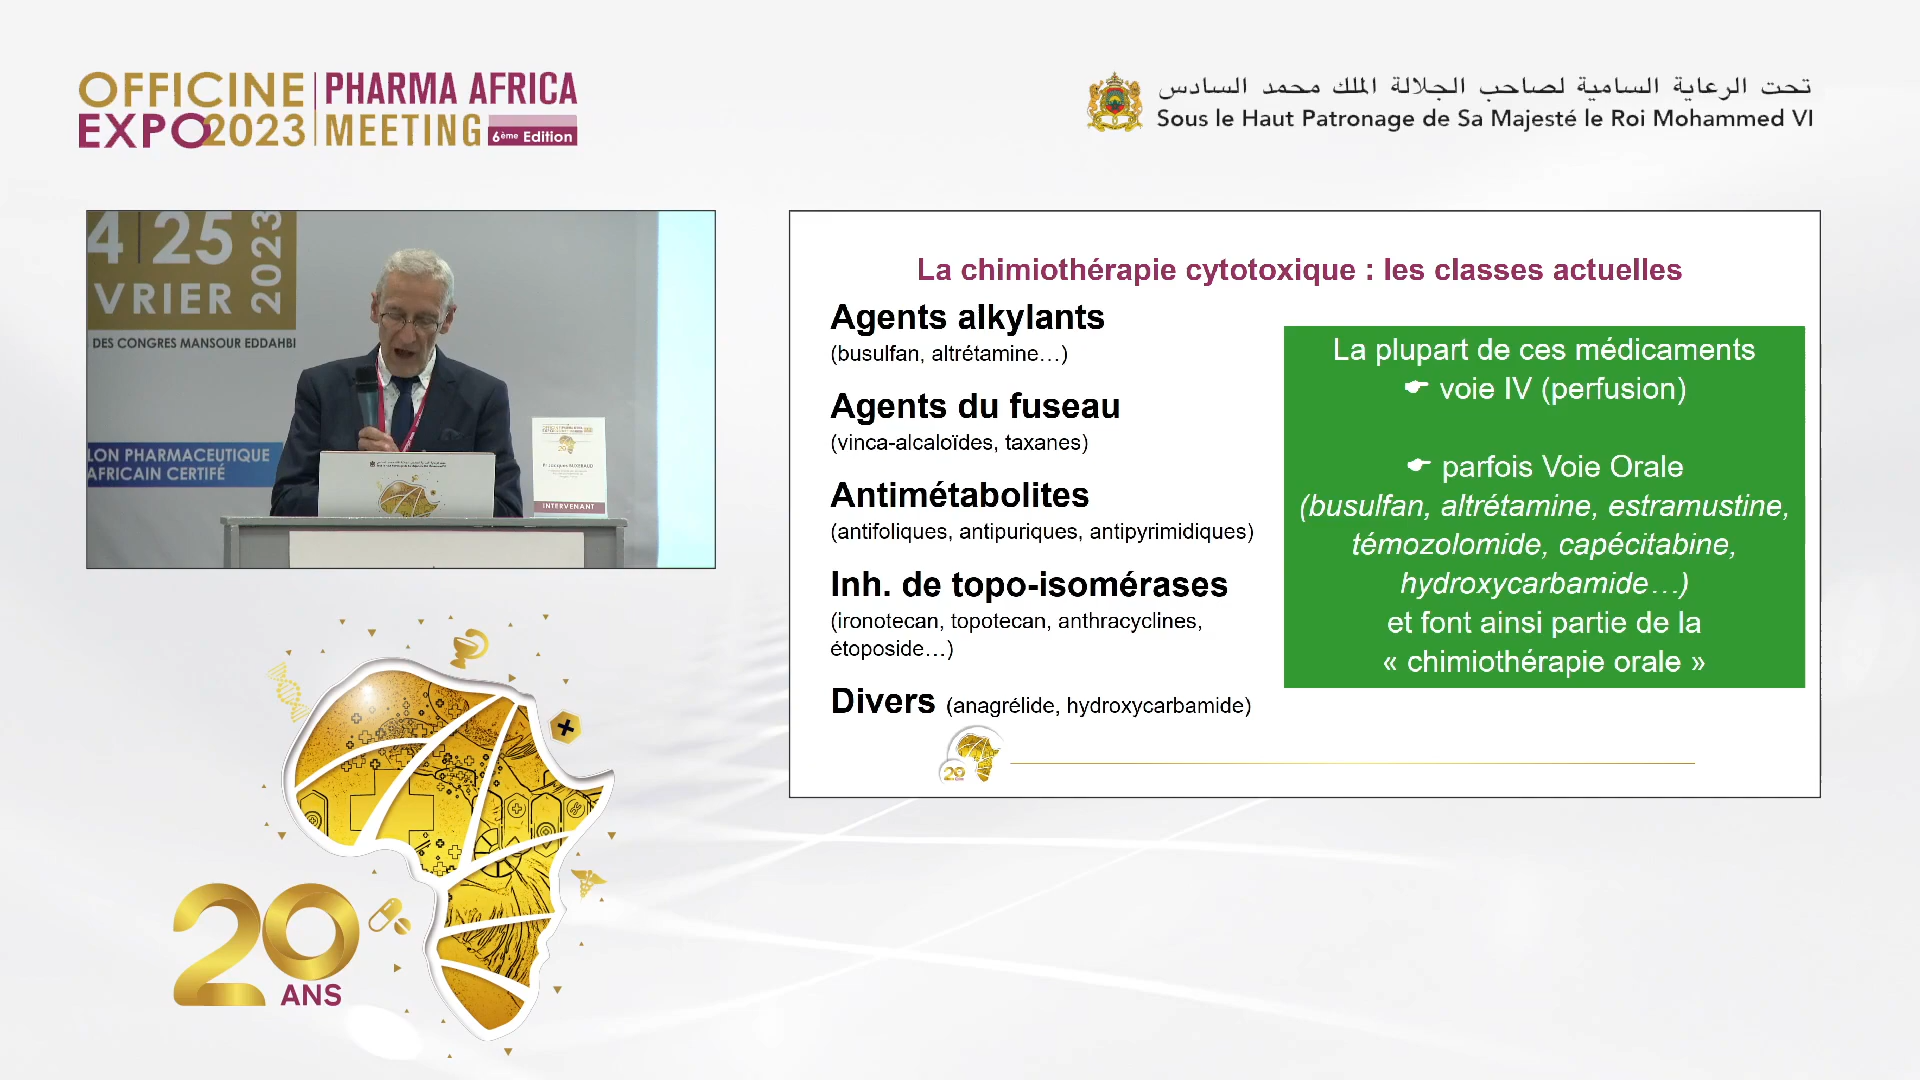 OFFICINE
EXPO2023
PHARMA AFRICA
MEETING
6ème Edition
تحت الرعاية السامية لصاحب الجلالة الملك محمد السادس
Sous le Haut Patronage de Sa Majesté le Roi Mohammed VI
4 25
VRIER
2023
DES CONGRES MANSOUR EDDAHBI
LON PHARMACEUTIQUE
AFRICAIN CERTIFÉ
INTERVENANT
La chimiothérapie cytotoxique : les classes actuelles
Agents alkylants
(busulfan, altrétamine…)
Agents du fuseau
(vinca-alcaloïdes, taxanes)
Antimétabolites
(antifoliques, antipuriques, antipyrimidiques)
Inh. de topo-isomérases
(ironotecan, topotecan, anthracyclines,
étoposide…)
Divers (anagrélide, hydroxycarbamide)
La plupart de ces médicaments
☛ voie IV (perfusion)
☛ parfois Voie Orale
(busulfan, altrétamine, estramustine,
témozolomide, capécitabine,
hydroxycarbamide…)
et font ainsi partie de la
« chimiothérapie orale »
20
20
ANS